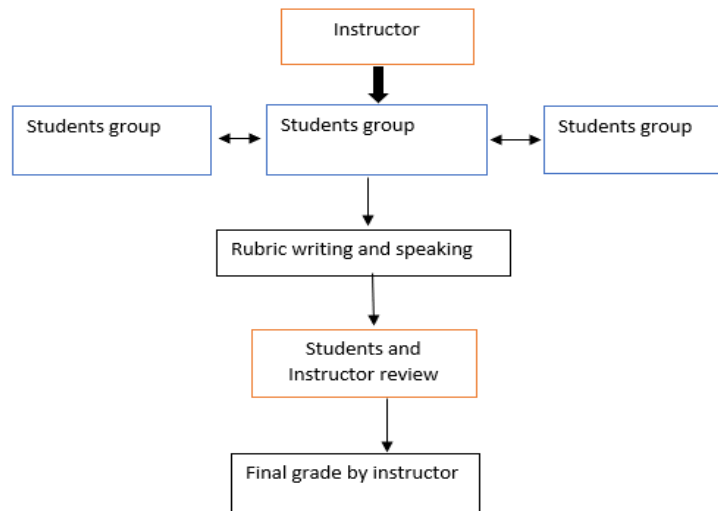 Instructor
Students group
Students group
Students group
Rubric writing and speaking
Students and
Instructor review
Final grade by instructor